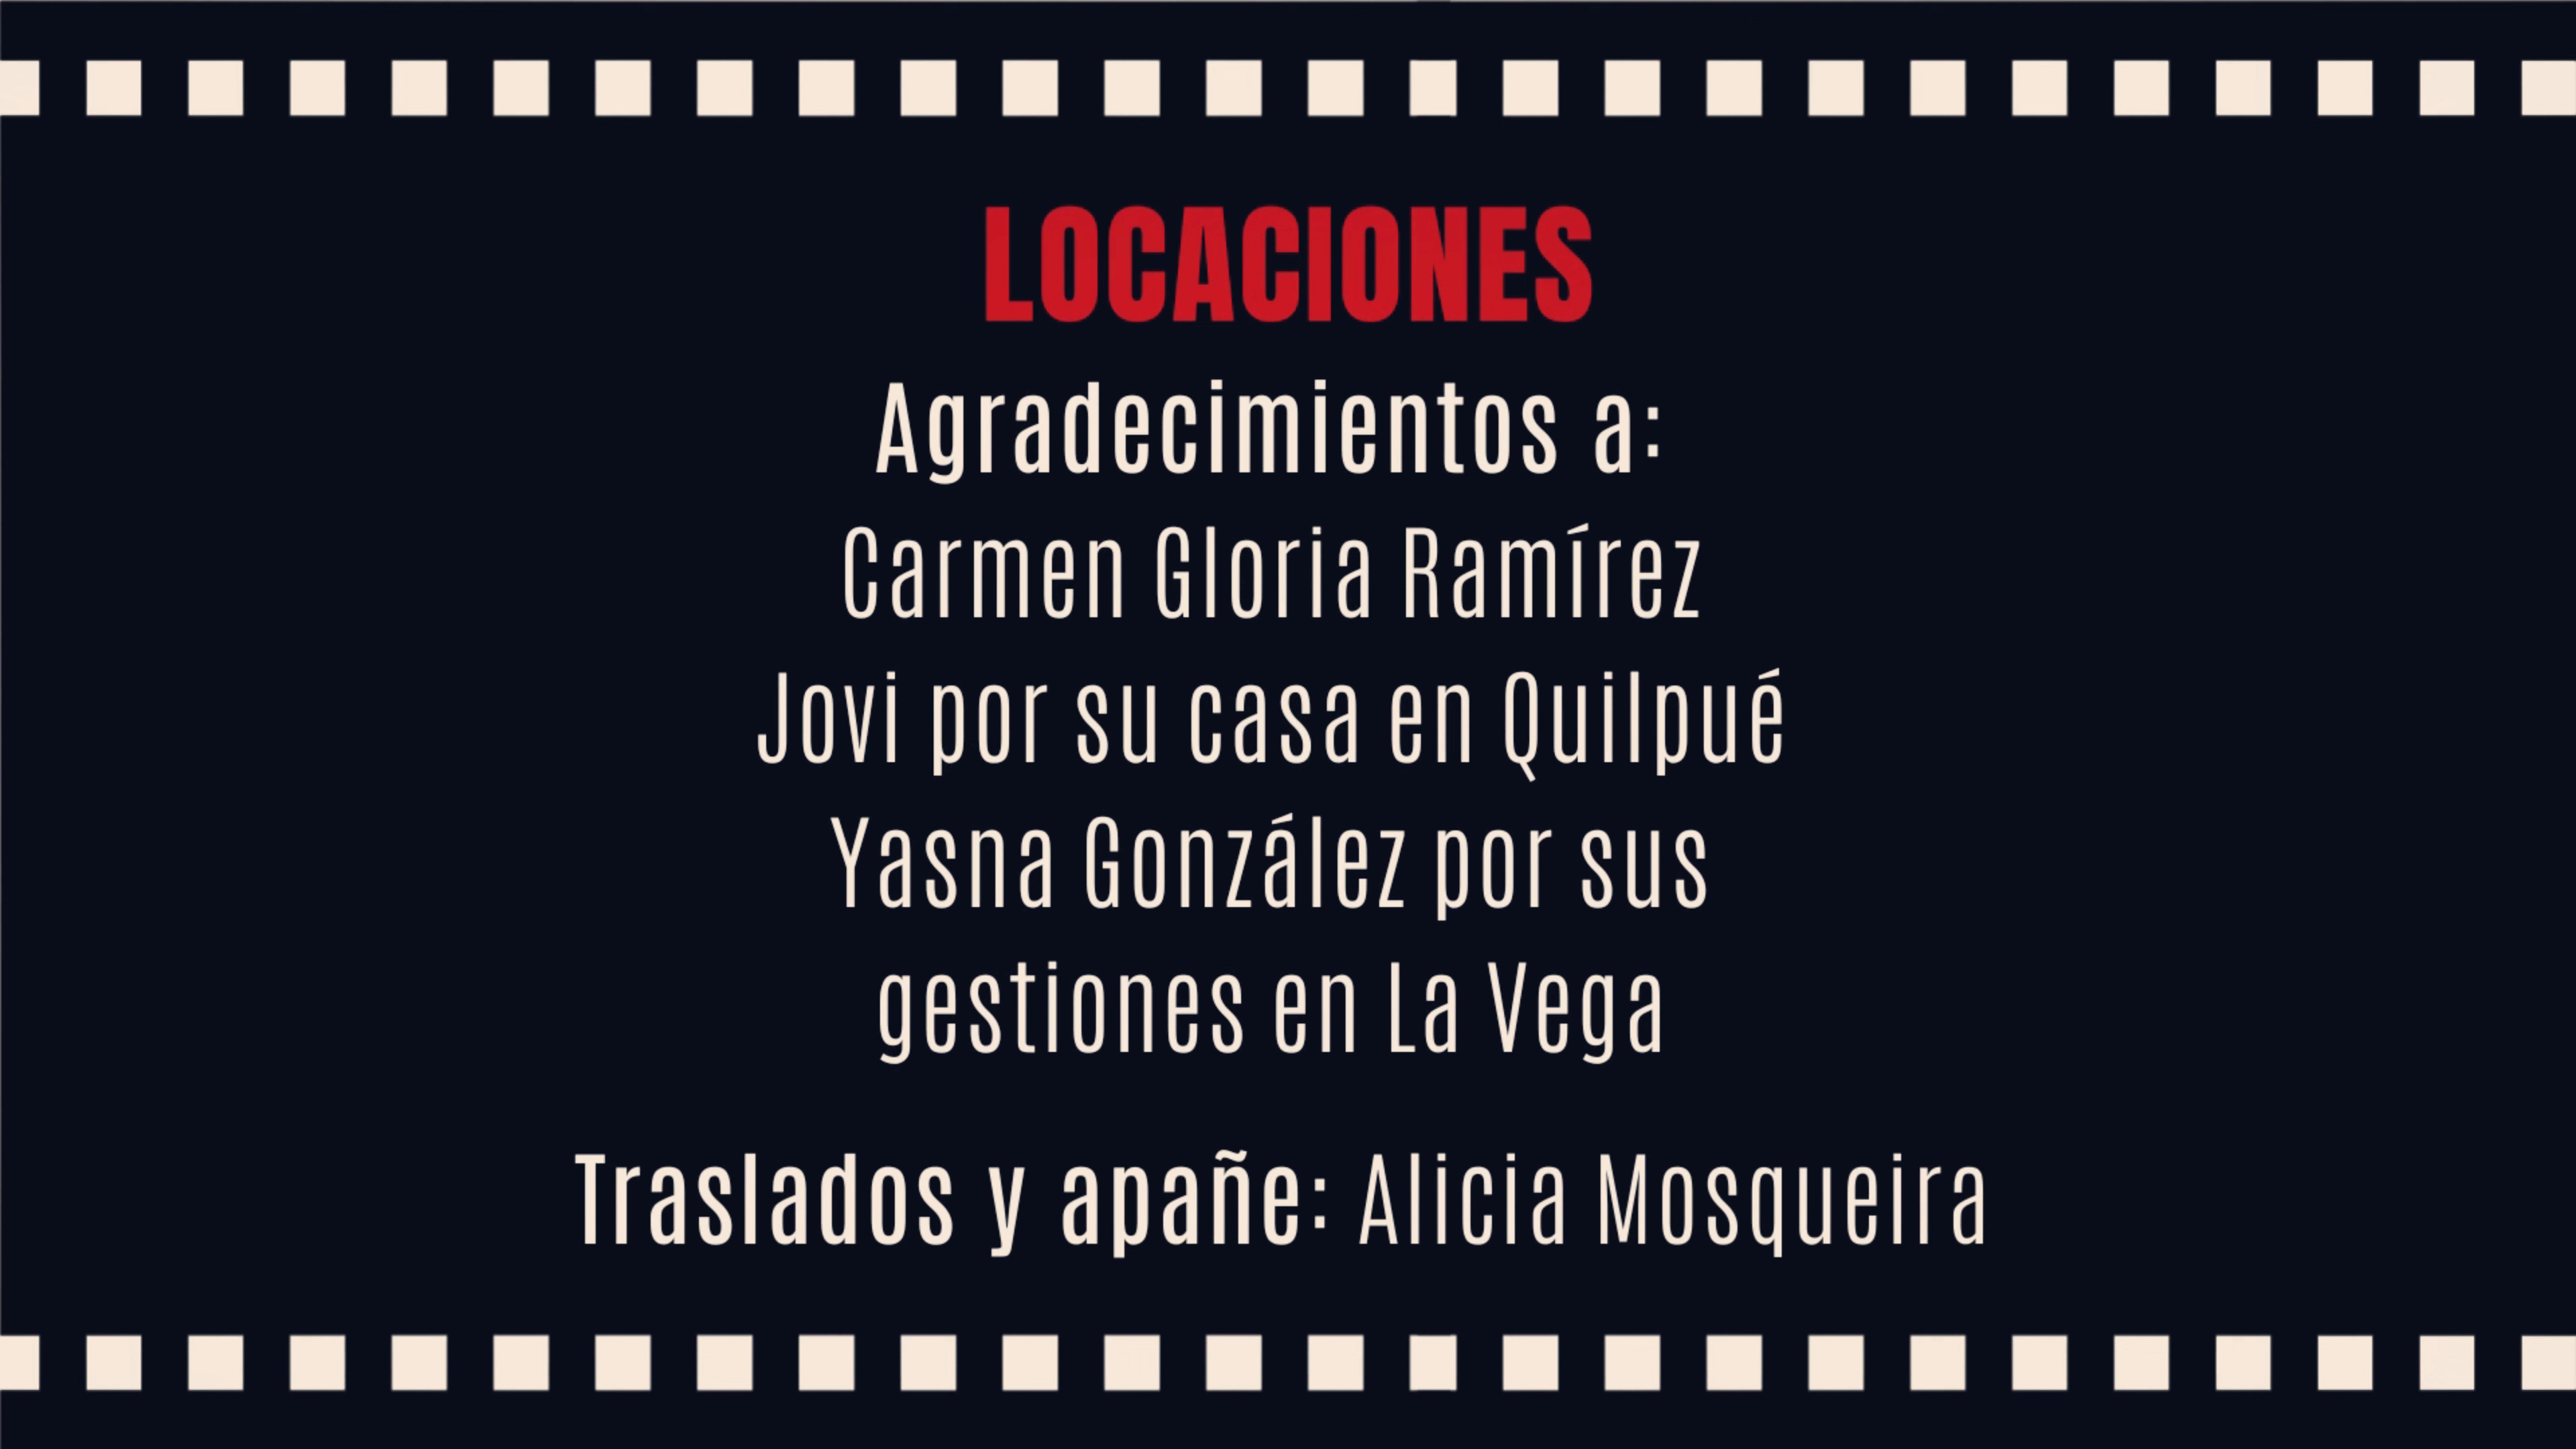 LOCACIONES
Agradecimientos a:
Carmen Gloria Ramírez
Jovi por su casa en Quilpué
Yasna González por sus
gestiones en La Vega
Traslados y apañe: Alicia Mosqueira